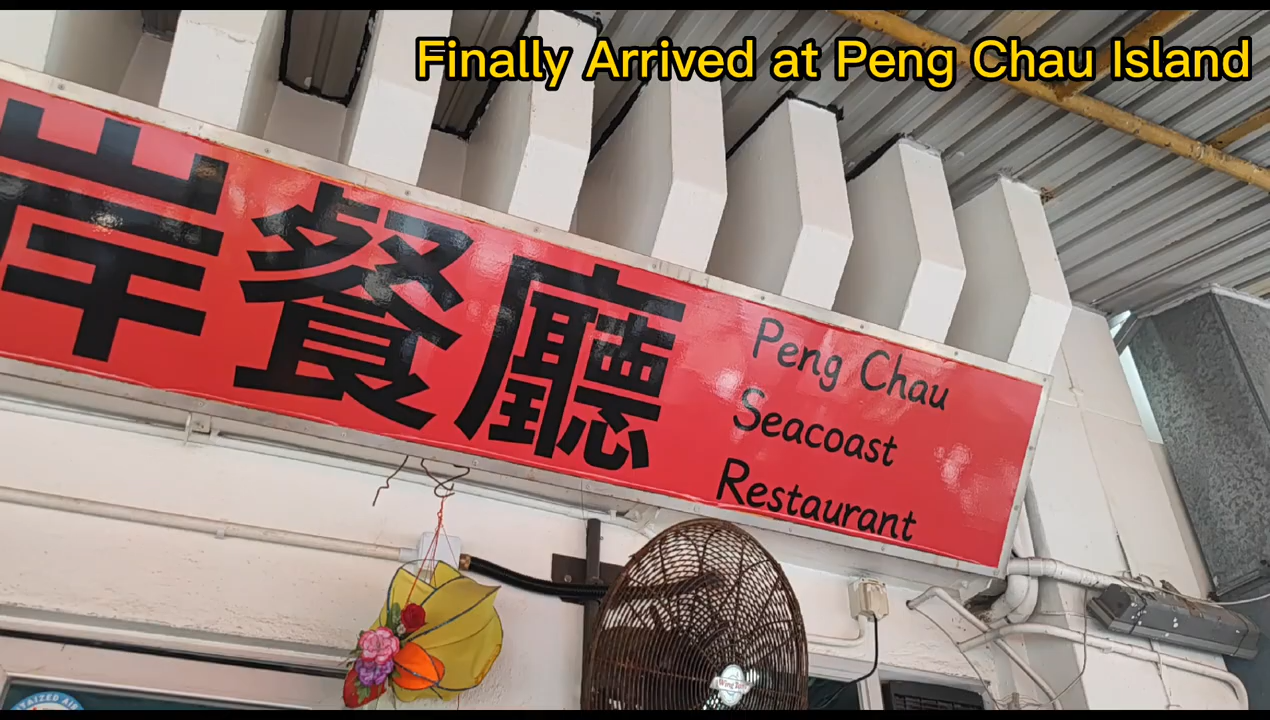 Finally Arrived at Peng Chau Island
岸餐廳
Peng Chau
Seacoast
Restaurant